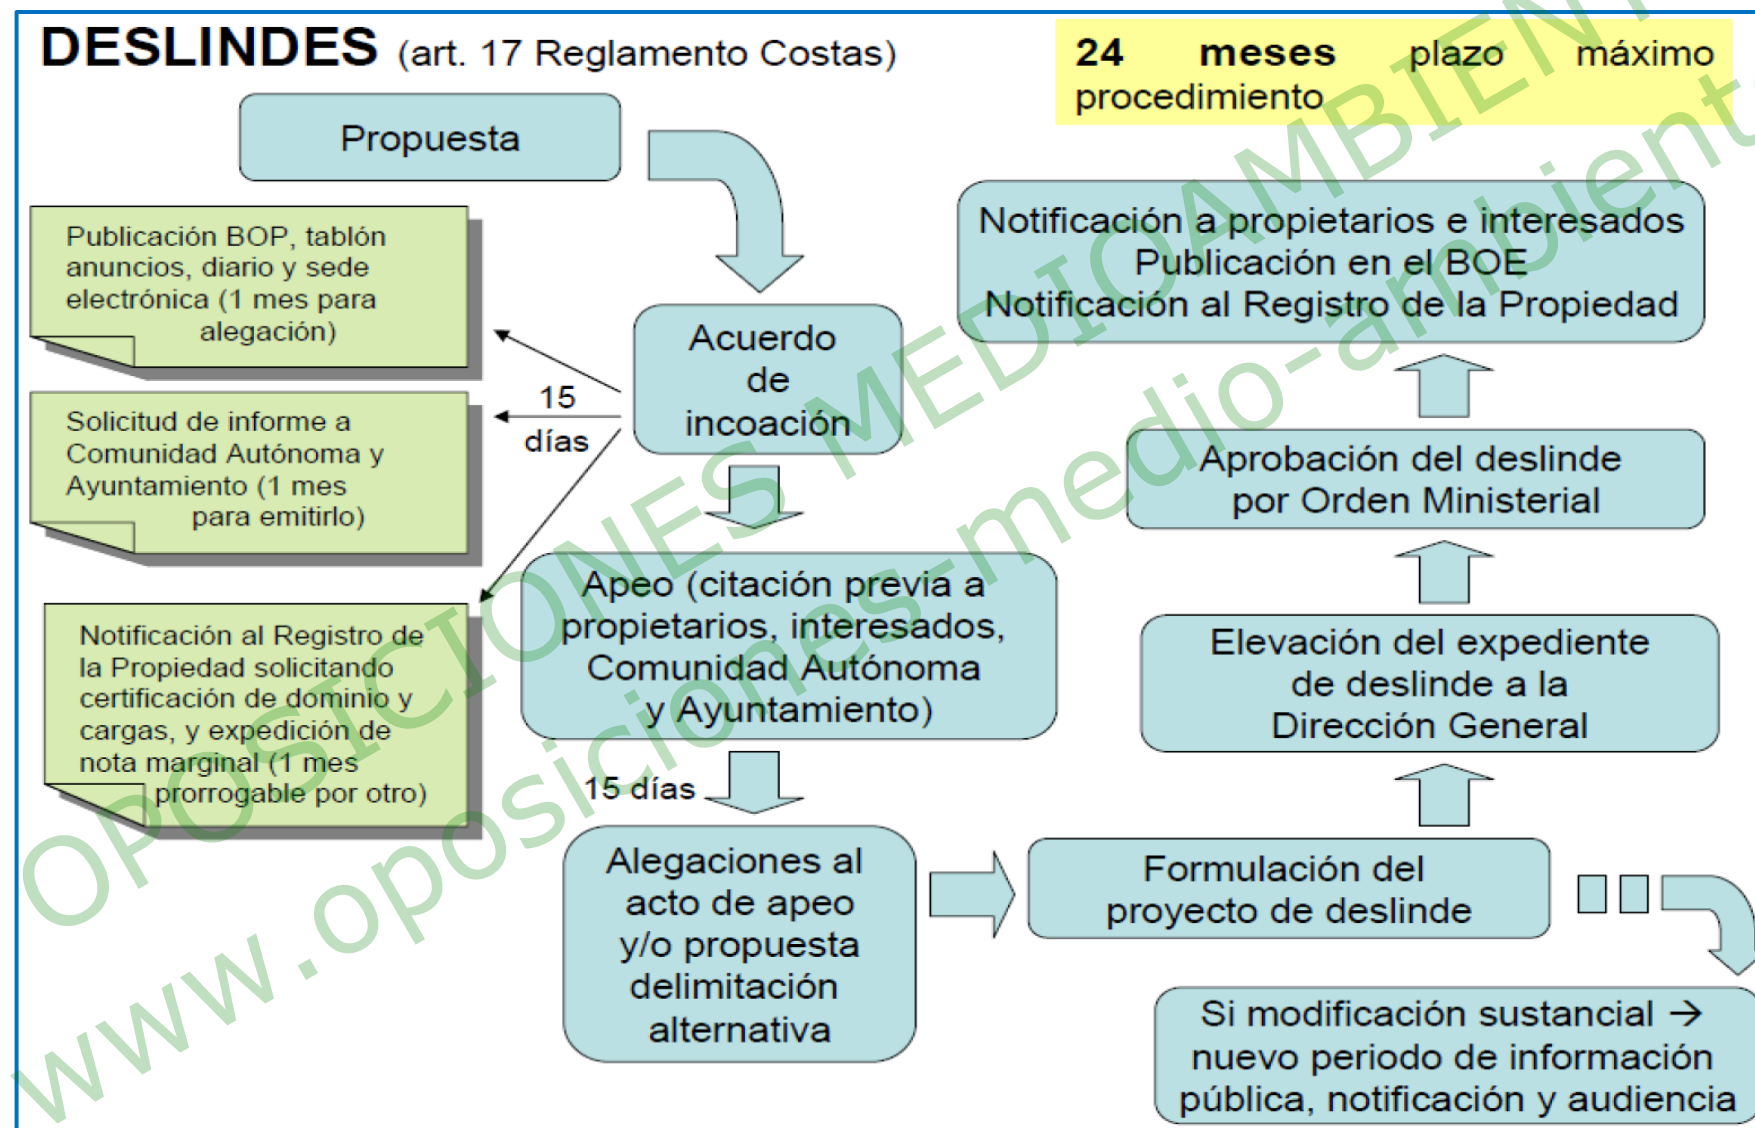 DESLINDES (art. 17 Reglamento Costas)
24 meses plazo máximo
procedimiento
Propuesta
Publicación BOP, tablón
anuncios, diario y sede
electrónica (1 mes para
alegación)
Solicitud de informe a
Comunidad Autónoma y
Ayuntamiento (1 mes
para emitirlo)
Notificación al Registro de
la Propiedad solicitando
certificación de dominio y
cargas, y expedición de
nota marginal (1 mes
prorrogable por otro)
15
días
Acuerdo
de
incoación
Apeo (citación previa a
propietarios, interesados,
Comunidad Autónoma
y Ayuntamiento)
15 días
Alegaciones al
acto de apeo
y/o propuesta
delimitación
alternativa
Formulación del
proyecto de deslinde
Si modificación sustancial →
nuevo periodo de información
pública, notificación y audiencia
Elevación del expediente
de deslinde a la
Dirección General
Aprobación del deslinde
por Orden Ministerial
Notificación a propietarios e interesados
Publicación en el BOE
Notificación al Registro de la Propiedad
OPOSICIONES MEDIOAMBIENT
www.oposiciones-medio-ambient